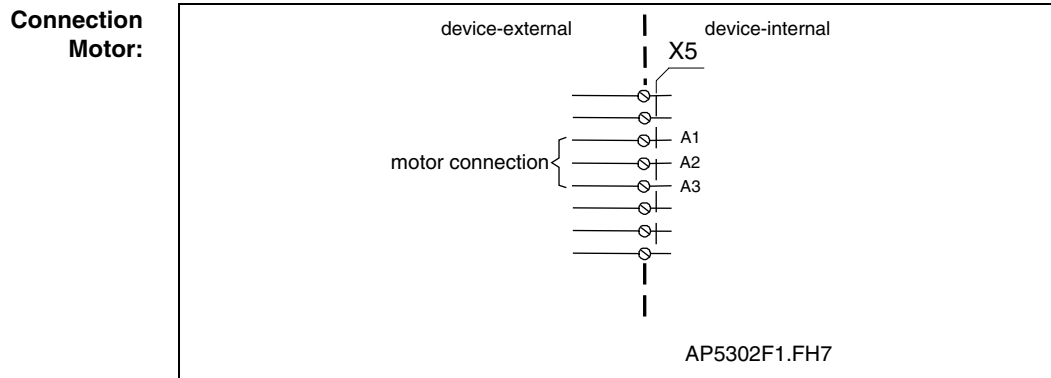 Connection
Motor:
device-external
device-internal
X5
A1
motor connection
A2
A3
AP5302F1.FH7